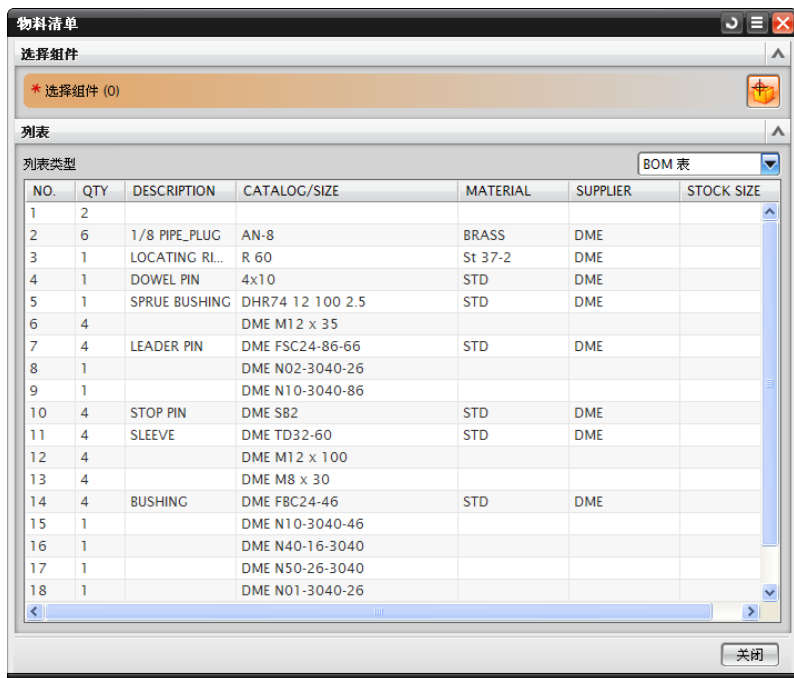 物料清单
选择组件
* 选择组件 (0)
列表
列表类型 BOM 表
NO. QTY DESCRIPTION CATALOG/SIZE MATERIAL SUPPLIER STOCK SIZE
1 2
2 6 1/8 PIPE_PLUG AN-8 BRASS DME
3 1 LOCATING RI... R 60 St 37-2 DME
4 1 DOWEL PIN 4x10 STD DME
5 1 SPRUE BUSHING DHR74 12 100 2.5 STD DME
6 4 DME M12 x 35
7 4 LEADER PIN DME FSC24-86-66 STD DME
8 1 DME N02-3040-26
9 1 DME N10-3040-86
10 4 STOP PIN DME SB2 STD DME
11 4 SLEEVE DME TD32-60 STD DME
12 4 DME M12 x 100
13 4 DME M8 x 30
14 4 BUSHING DME FBC24-46 STD DME
15 1 DME N10-3040-46
16 1 DME N40-16-3040
17 1 DME N50-26-3040
18 1 DME N01-3040-26
关闭